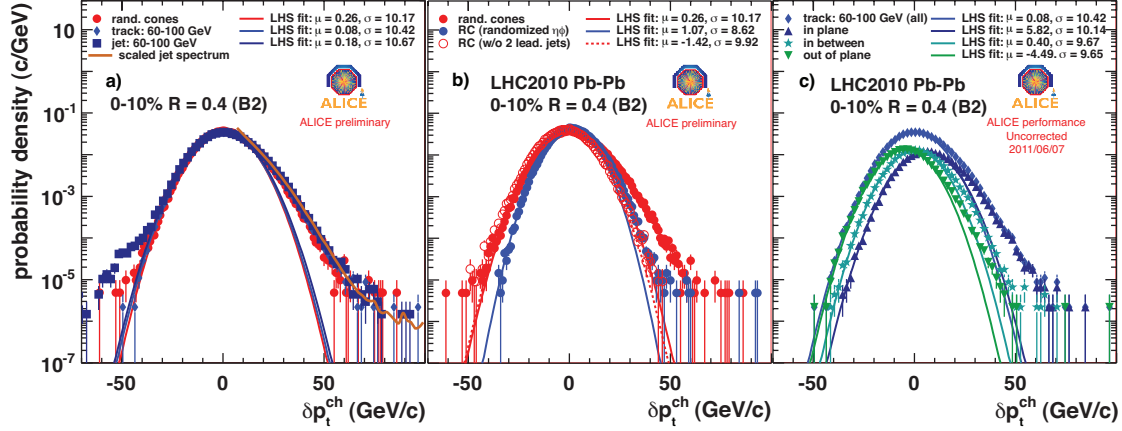 probability density (c/GeV)
10
10⁻¹
10⁻³
10⁻⁵
10⁻⁷
rand. cones
track: 60-100 GeV
jet: 60-100 GeV
scaled jet spectrum
LHS fit: μ = 0.26, σ = 10.17
LHS fit: μ = 0.08, σ = 10.42
LHS fit: μ = 0.18, σ = 10.67
a)
0-10% R = 0.4 (B2)
ALICE
ALICE preliminary
-50 0 50
δp_t^ch (GeV/c)
rand. cones
RC (randomized ηϕ)
RC (w/o 2 lead. jets)
LHS fit: μ = 0.26, σ = 10.17
LHS fit: μ = 1.07, σ = 8.62
LHS fit: μ = -1.42, σ = 9.92
b)
LHC2010 Pb-Pb
0-10% R = 0.4 (B2)
ALICE
ALICE preliminary
-50 0 50
δp_t^ch (GeV/c)
track: 60-100 GeV (all)
in plane
in between
out of plane
LHS fit: μ = 0.08, σ = 10.42
LHS fit: μ = 5.82, σ = 10.14
LHS fit: μ = 0.40, σ = 9.67
LHS fit: μ = -4.49, σ = 9.65
c)
LHC2010 Pb-Pb
0-10% R = 0.4 (B2)
ALICE
ALICE performance
Uncorrected
2011/06/07
-50 0 50
δp_t^ch (GeV/c)